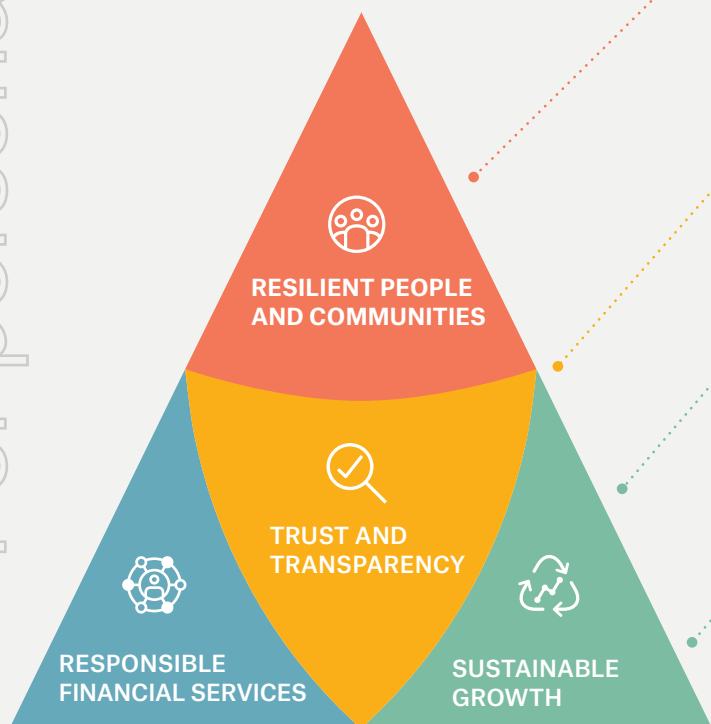 RESILIENT PEOPLE
AND COMMUNITIES
TRUST AND
TRANSPARENCY
RESPONSIBLE
FINANCIAL SERVICES
SUSTAINABLE
GROWTH